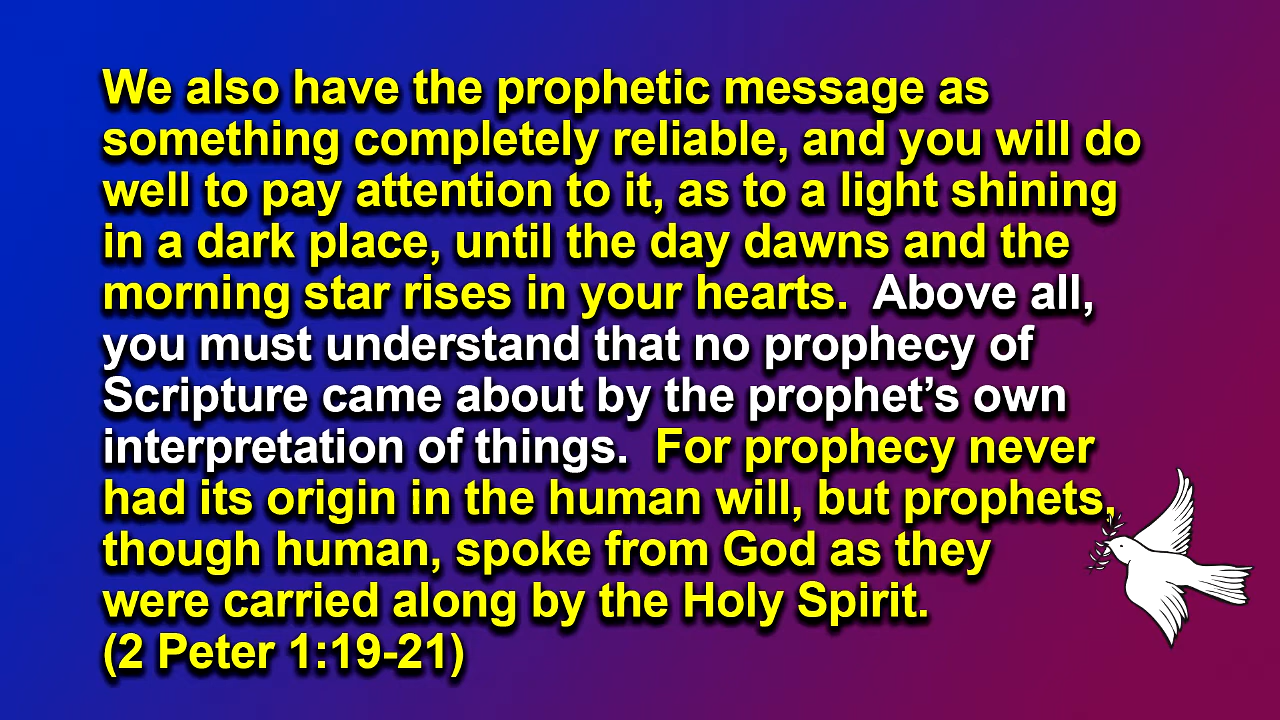 We also have the prophetic message as
something completely reliable, and you will do
well to pay attention to it, as to a light shining
in a dark place, until the day dawns and the
morning star rises in your hearts.  Above all,
you must understand that no prophecy of
Scripture came about by the prophet’s own
interpretation of things.  For prophecy never
had its origin in the human will, but prophets,
though human, spoke from God as they
were carried along by the Holy Spirit.
(2 Peter 1:19-21)